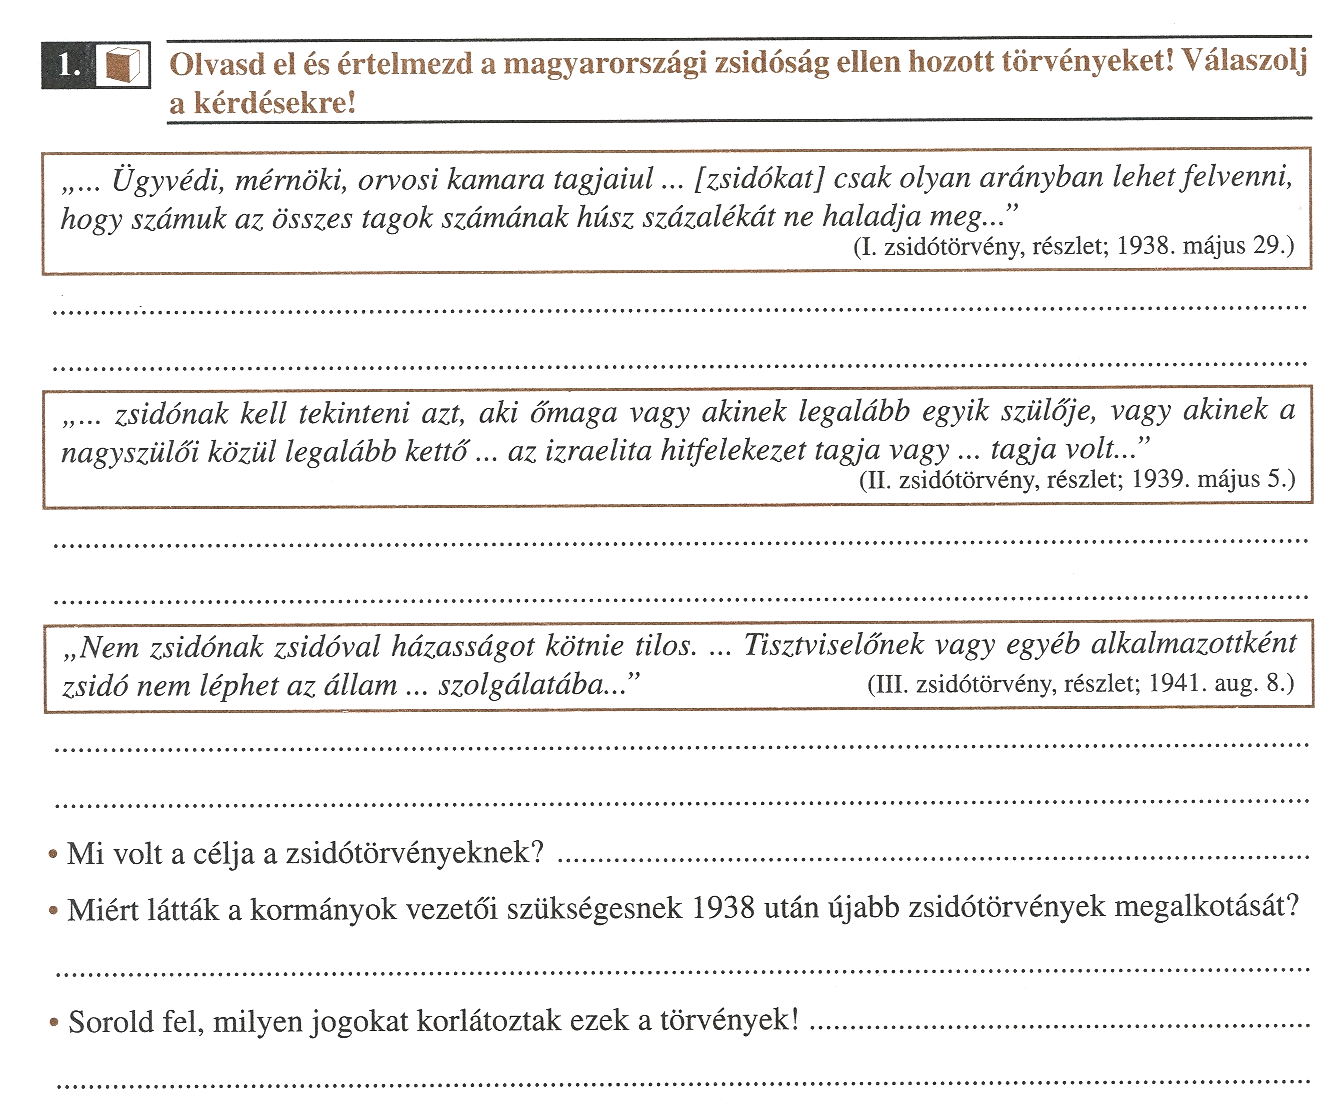 1. Olvasd el és értelmezd a magyarországi zsidóság ellen hozott törvényeket! Válaszolj
a kérdésekre!
„... Ügyvédi, mérnöki, orvosi kamara tagjaiul ... [zsidókat] csak olyan arányban lehet felvenni,
hogy számuk az összes tagok számának húsz százalékát ne haladja meg...”
(I. zsidótörvény, részlet; 1938. május 29.)
„... zsidónak kell tekinteni azt, aki őmaga vagy akinek legalább egyik szülője, vagy akinek a
nagyszülői közül legalább kettő ... az izraelita hitfelekezet tagja vagy ... tagja volt...”
(II. zsidótörvény, részlet; 1939. május 5.)
„Nem zsidónak zsidóval házasságot kötnie tilos. ... Tisztviselőnek vagy egyéb alkalmazottként
zsidó nem léphet az állam ... szolgálatába...” (III. zsidótörvény, részlet; 1941. aug. 8.)
• Mi volt a célja a zsidótörvényeknek?
• Miért látták a kormányok vezetői szükségesnek 1938 után újabb zsidótörvények megalkotását?
• Sorold fel, milyen jogokat korlátoztak ezek a törvények!